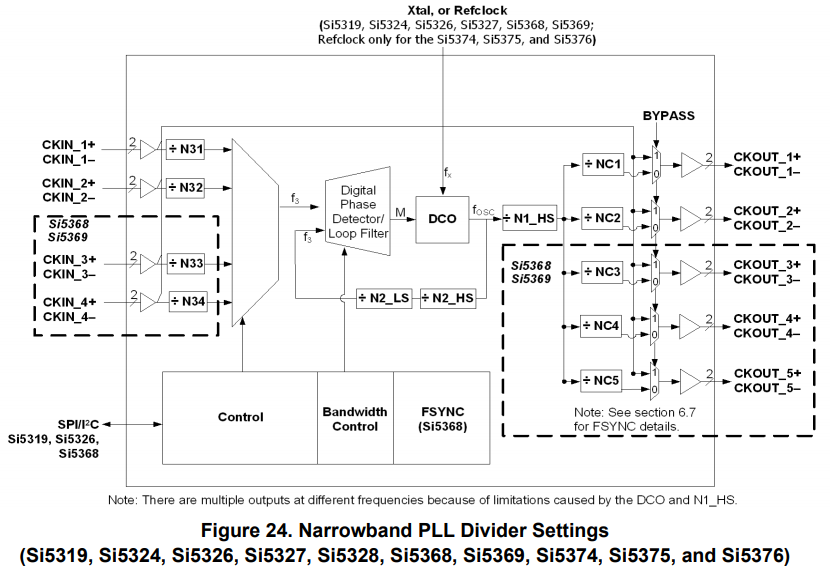 Xtal, or Refclock
(Si5319, Si5324, Si5326, Si5327, Si5368, Si5369;
Refclock only for the Si5374, Si5375, and Si5376)
BYPASS
CKIN_1+
CKIN_1–
2
÷ N31
CKIN_2+
CKIN_2–
2
÷ N32
Si5368
Si5369
CKIN_3+
CKIN_3–
2
÷ N33
CKIN_4+
CKIN_4–
2
÷ N34
f3
f3
Digital
Phase
Detector/
Loop Filter
M
fx
DCO
fOSC
÷ N1_HS
÷ N2_LS
÷ N2_HS
÷ NC1
1
0
2
CKOUT_1+
CKOUT_1–
÷ NC2
1
0
2
CKOUT_2+
CKOUT_2–
Si5368
Si5369
÷ NC3
1
0
2
CKOUT_3+
CKOUT_3–
÷ NC4
1
0
2
CKOUT_4+
CKOUT_4–
÷ NC5
1
0
2
CKOUT_5+
CKOUT_5–
Note: See section 6.7
for FSYNC details.
SPI/I²C
Si5319, Si5326,
Si5368
Control
Bandwidth
Control
FSYNC
(Si5368)
Note: There are multiple outputs at different frequencies because of limitations caused by the DCO and N1_HS.
Figure 24. Narrowband PLL Divider Settings
(Si5319, Si5324, Si5326, Si5327, Si5328, Si5368, Si5369, Si5374, Si5375, and Si5376)